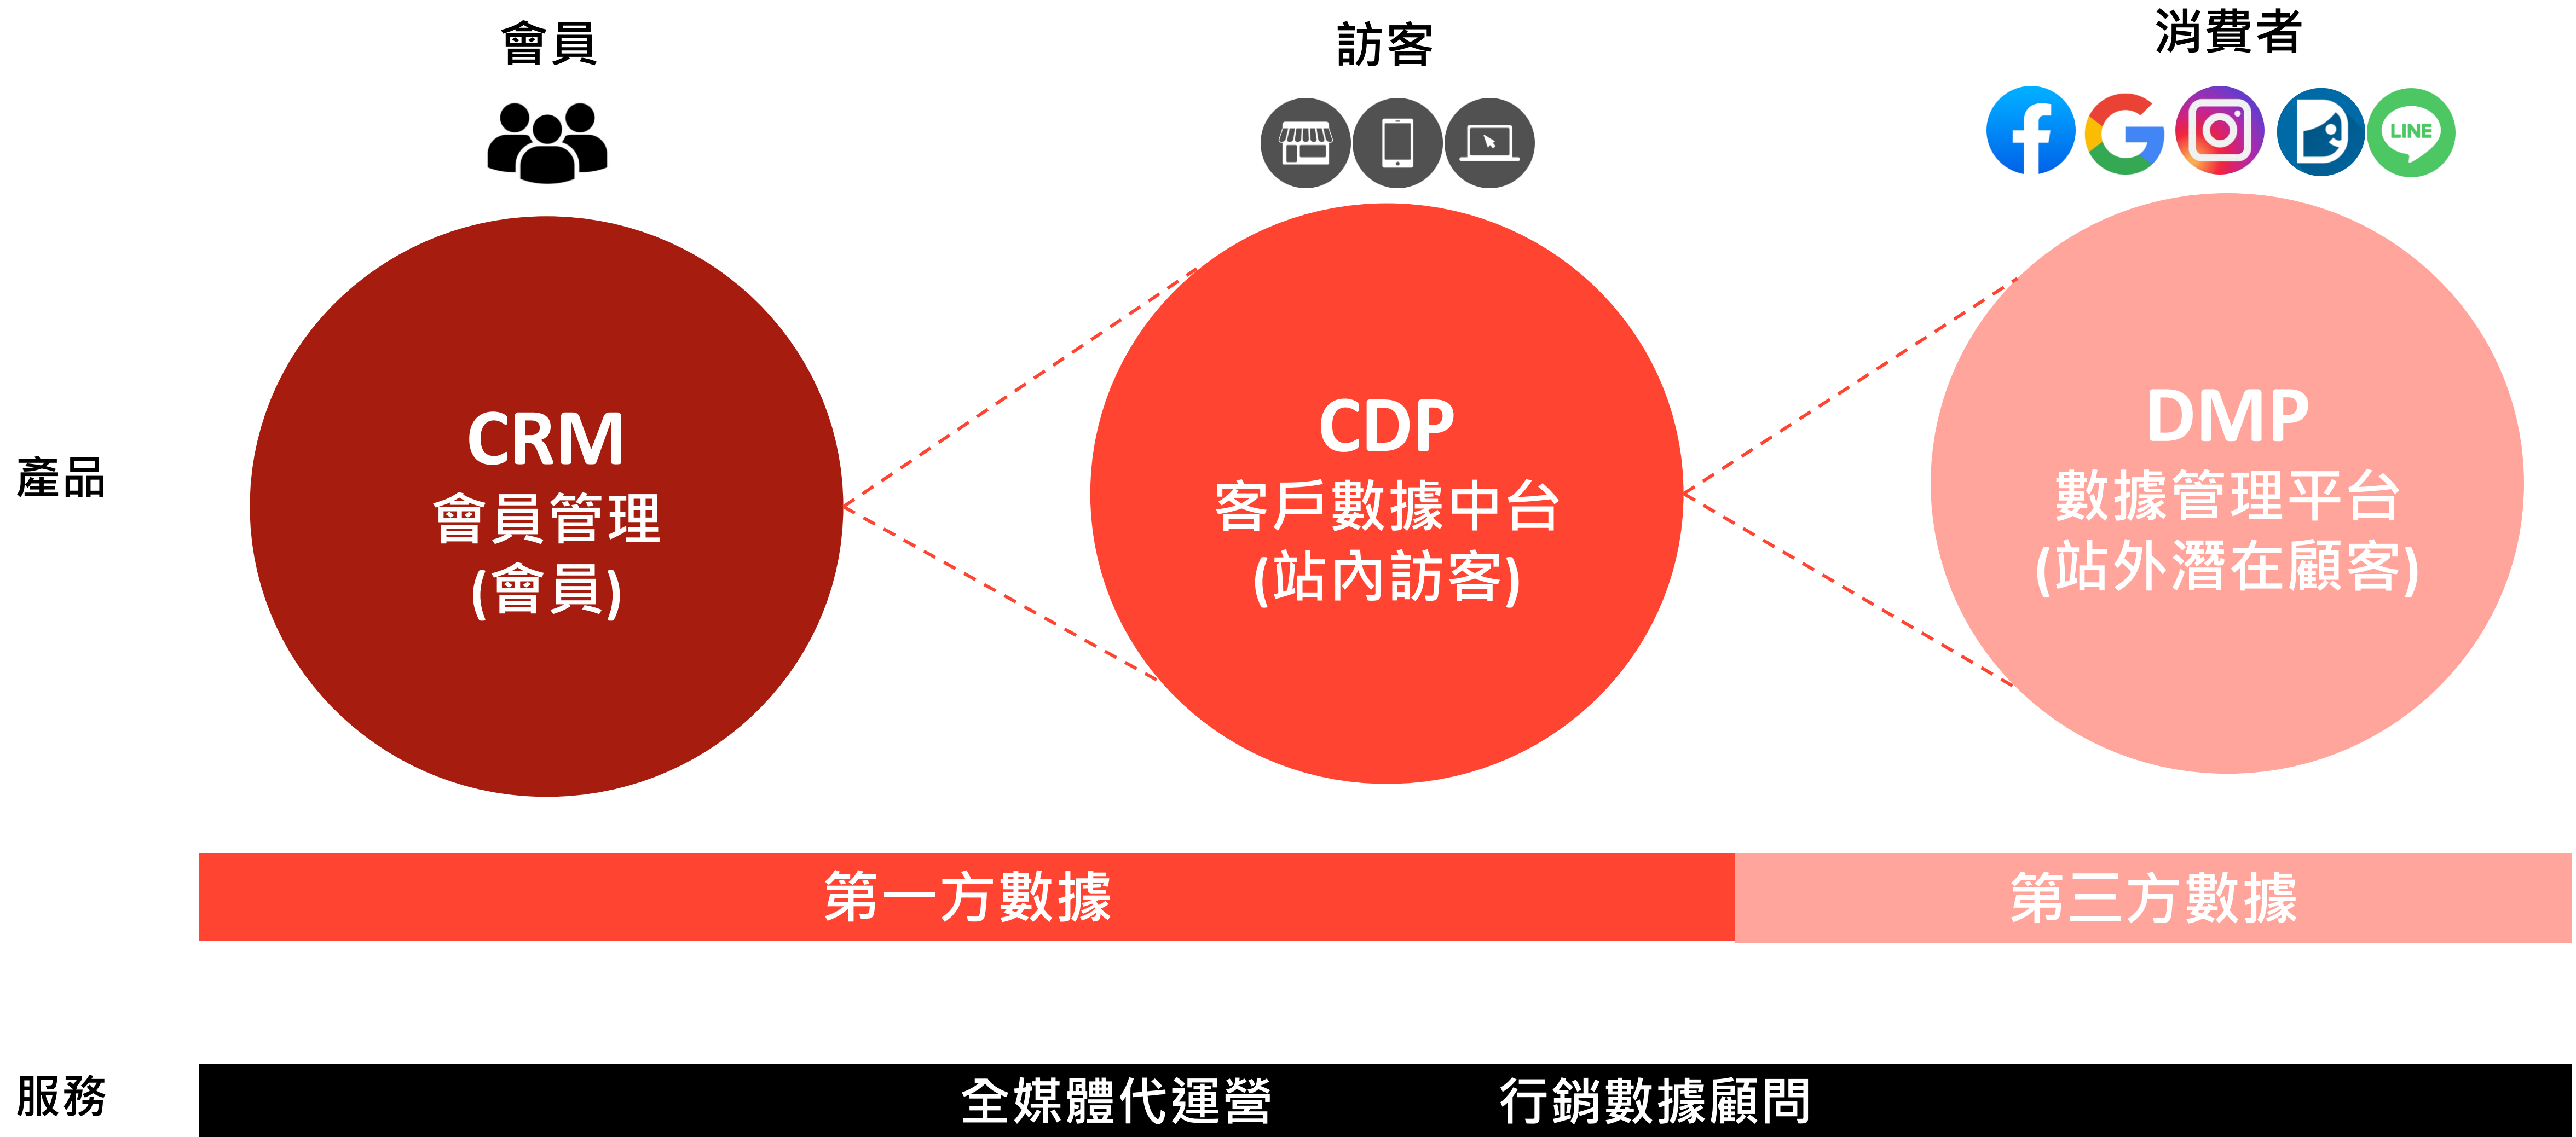 會員
訪客
消費者
LINE
產品
CRM
會員管理
(會員)
CDP
客戶數據中台
(站內訪客)
DMP
數據管理平台
(站外潛在顧客)
第一方數據
第三方數據
服務
全媒體代運營
行銷數據顧問